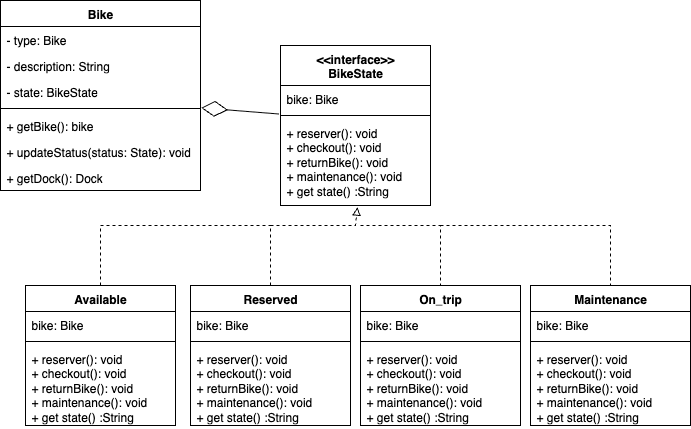 Bike
- type: Bike
- description: String
- state: BikeState
+ getBike(): bike
+ updateStatus(status: State): void
+ getDock(): Dock
<<interface>>
BikeState
bike: Bike
+ reserver(): void
+ checkout(): void
+ returnBike(): void
+ maintenance(): void
+ get state() :String
Available
bike: Bike
+ reserver(): void
+ checkout(): void
+ returnBike(): void
+ maintenance(): void
+ get state() :String
Reserved
bike: Bike
+ reserver(): void
+ checkout(): void
+ returnBike(): void
+ maintenance(): void
+ get state() :String
On_trip
bike: Bike
+ reserver(): void
+ checkout(): void
+ returnBike(): void
+ maintenance(): void
+ get state() :String
Maintenance
bike: Bike
+ reserver(): void
+ checkout(): void
+ returnBike(): void
+ maintenance(): void
+ get state() :String